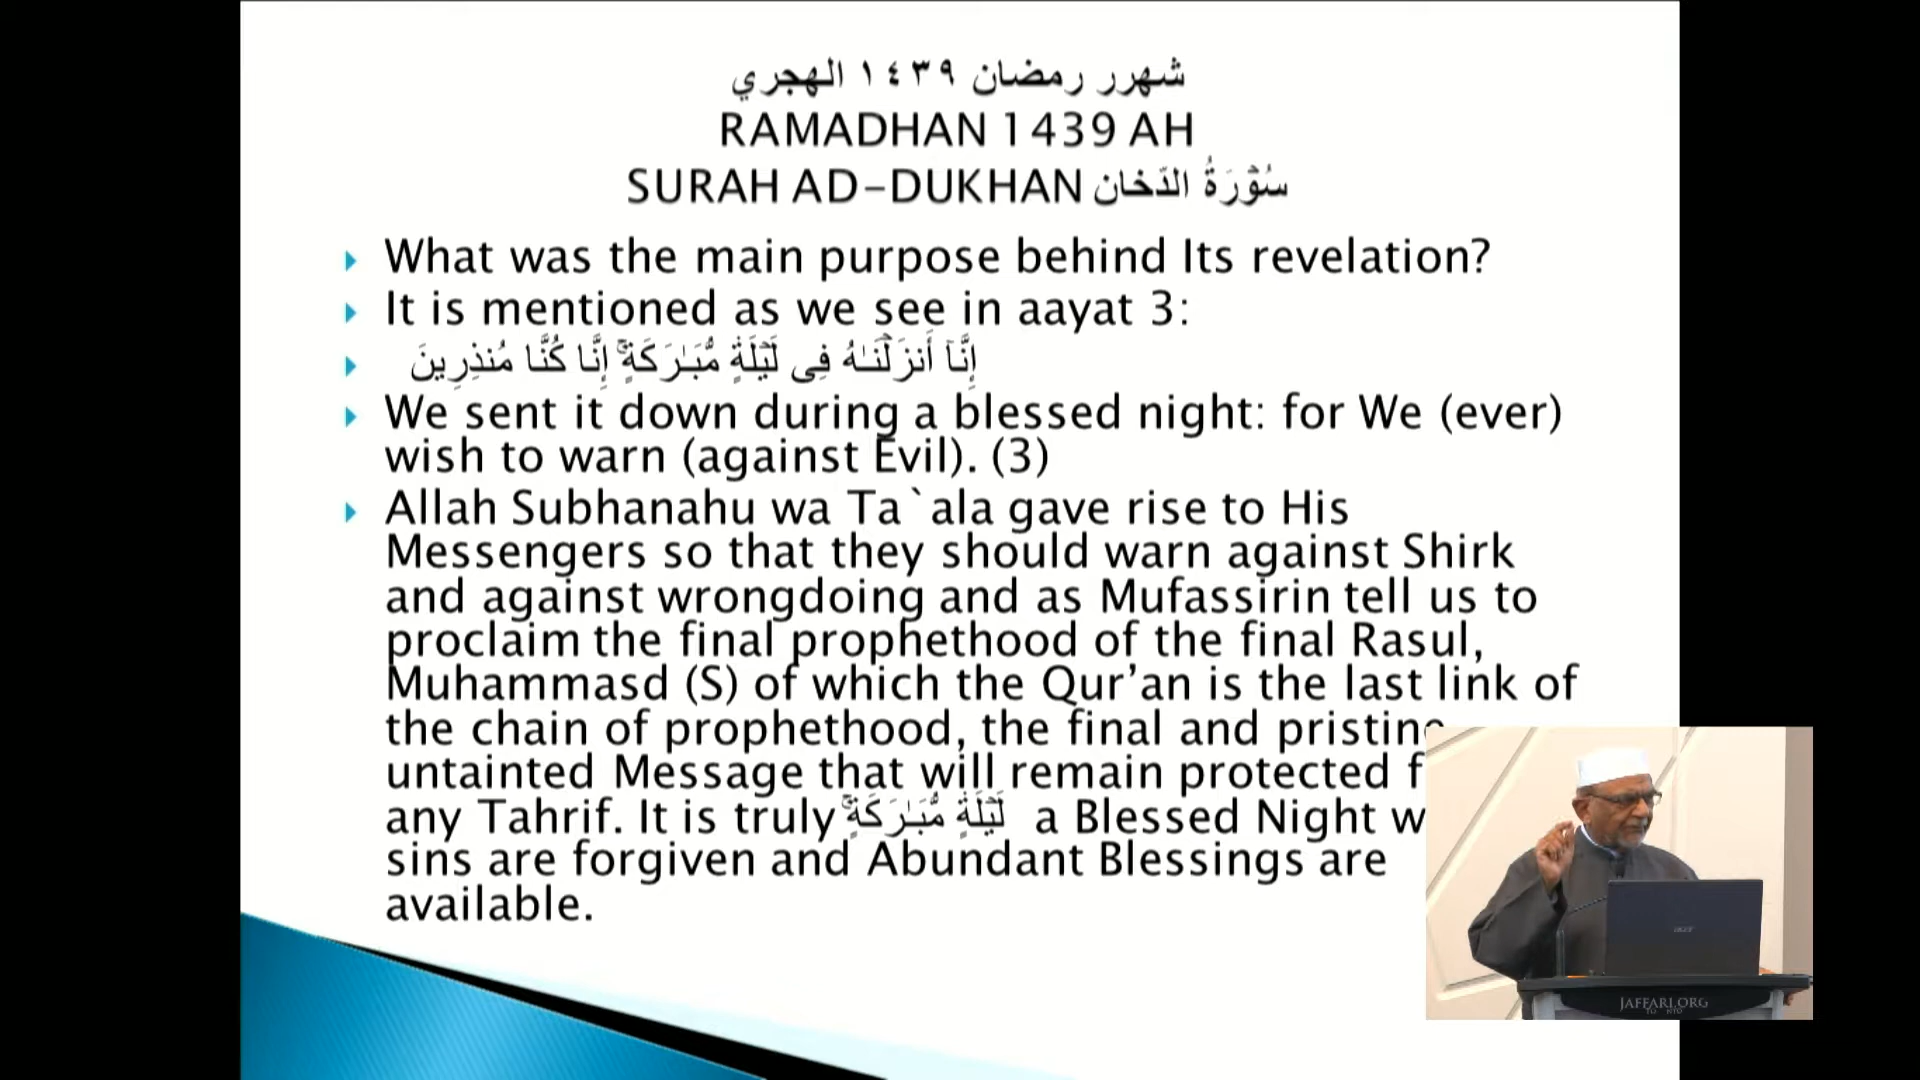 شهرر رمضان ١٤٣٩ الهجري
RAMADHAN 1439 AH
SURAH AD-DUKHAN سُوۡرَةُ الدّخان
What was the main purpose behind Its revelation?
It is mentioned as we see in aayat 3:
إِنَّآ أَنزَلۡنَـٰهُ فِى لَيۡلَةٍ۬ مُّبَـٰرَكَةٍ‌ۚ إِنَّا كُنَّا مُنذِرِينَ
We sent it down during a blessed night: for We (ever)
wish to warn (against Evil). (3)
Allah Subhanahu wa Ta`ala gave rise to His
Messengers so that they should warn against Shirk
and against wrongdoing and as Mufassirin tell us to
proclaim the final prophethood of the final Rasul,
Muhammasd (S) of which the Qur’an is the last link of
the chain of prophethood, the final and pristine
untainted Message that will remain protected
any Tahrif. It is truly لَيۡلَةٍ۬ مُّبَـٰرَكَةٍ‌ۚ a Blessed Night
sins are forgiven and Abundant Blessings are
available.
acer
JAFFARI.ORG